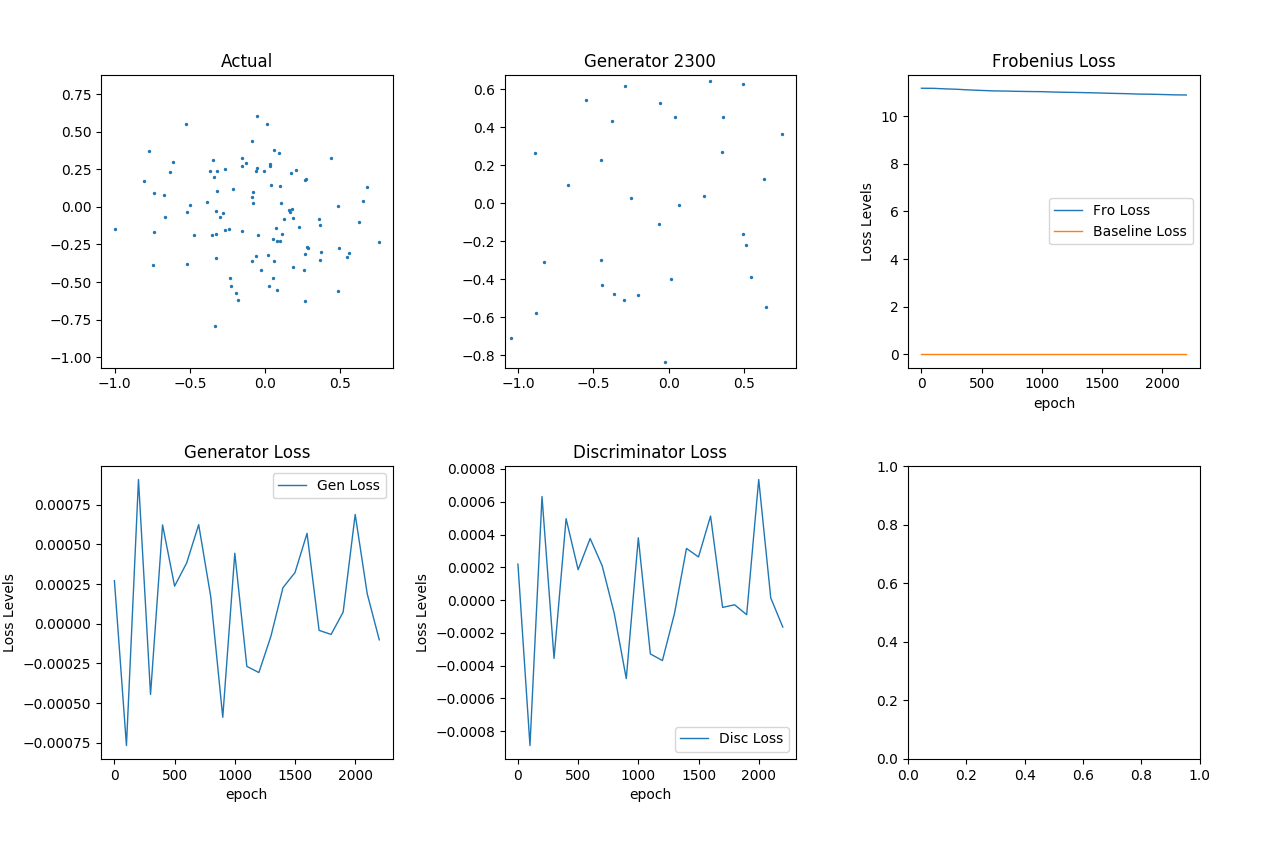 Actual
0.75
0.50
0.25
0.00
−0.25
−0.50
−0.75
−1.00
−1.0 −0.5 0.0 0.5
Generator 2300
0.6
0.4
0.2
0.0
−0.2
−0.4
−0.6
−0.8
−1.0 −0.5 0.0 0.5
Frobenius Loss
Loss Levels
10
8
6
4
2
0
Fro Loss
Baseline Loss
0 500 1000 1500 2000
epoch
Generator Loss
Loss Levels
0.00075
0.00050
0.00025
0.00000
−0.00025
−0.00050
−0.00075
Gen Loss
0 500 1000 1500 2000
epoch
Discriminator Loss
Loss Levels
0.0008
0.0006
0.0004
0.0002
0.0000
−0.0002
−0.0004
−0.0006
−0.0008
Disc Loss
0 500 1000 1500 2000
epoch
1.0
0.8
0.6
0.4
0.2
0.0
0.0 0.2 0.4 0.6 0.8 1.0